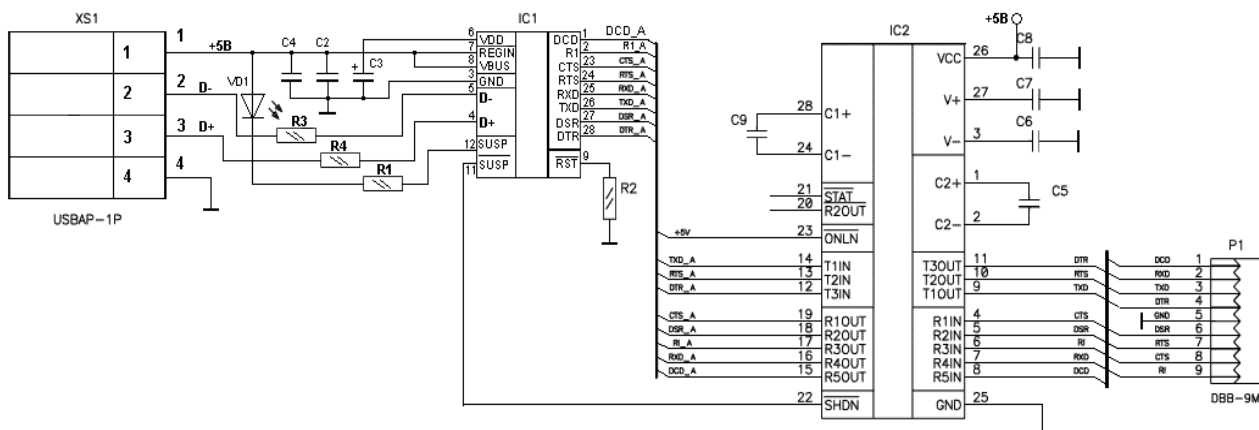 XS1
1 1 +5B
2 2 D-
3 3 D+
4 4
USBAP-1P
VD1
C4 C2 C3
+
R3
R4
R1
IC1
6 VDD
7 REGIN
8 VBUS
3 GND
5 D-
4 D+
12 SUSP
11 SUSP
DCD 1 DCD_A
R1 2 R1_A
CTS 23 CTS_A
RTS 24 RTS_A
RXD 25 RXD_A
TXD 26 TXD_A
DSR 27 DSR_A
DTR 28 DTR_A
RST 9
R2
IC2
+5B
C8
26 VCC
C7
27 V+
C6
3 V-
C9
28 C1+
24 C1-
1 C2+
C5
2 C2-
21 STAT
20 R2OUT
+5V 23 ONLN
TXD_A 14 T1IN
RTS_A 13 T2IN
DTR_A 12 T3IN
CTS_A 19 R1OUT
DSR_A 18 R2OUT
RI_A 17 R3OUT
RXD_A 16 R4OUT
DCD_A 15 R5OUT
22 SHDN
T3OUT 11 DTR
T2OUT 10 RTS
T1OUT 9 TXD
R1IN 4 CTS
R2IN 5 DSR
R3IN 6 RI
R4IN 7 RXD
R5IN 8 DCD
GND 25
P1
DCD 1
RXD 2
TXD 3
DTR 4
GND 5
DSR 6
RTS 7
CTS 8
RI 9
DBB-9M